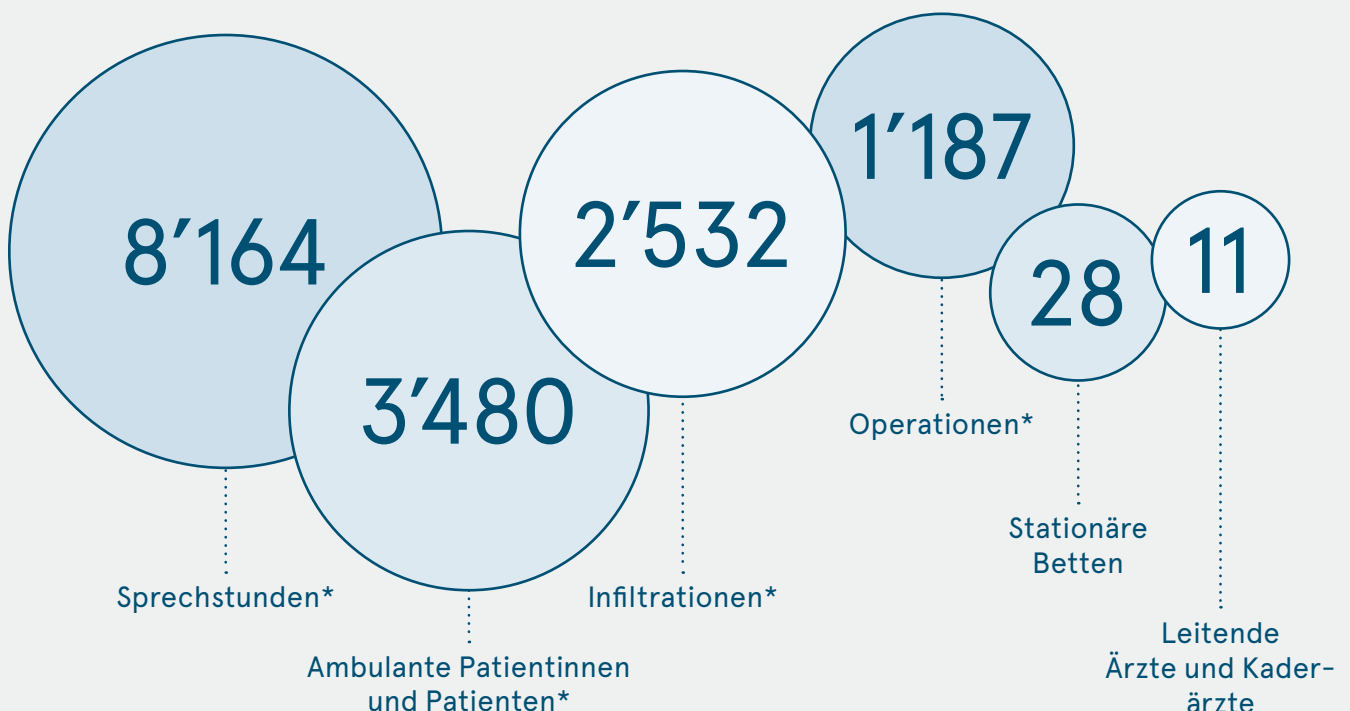 8’164
Sprechstunden*
3’480
Ambulante Patientinnen
und Patienten*
2’532
Infiltrationen*
1’187
Operationen*
28
Stationäre
Betten
11
Leitende
Ärzte und Kader-
ärzte